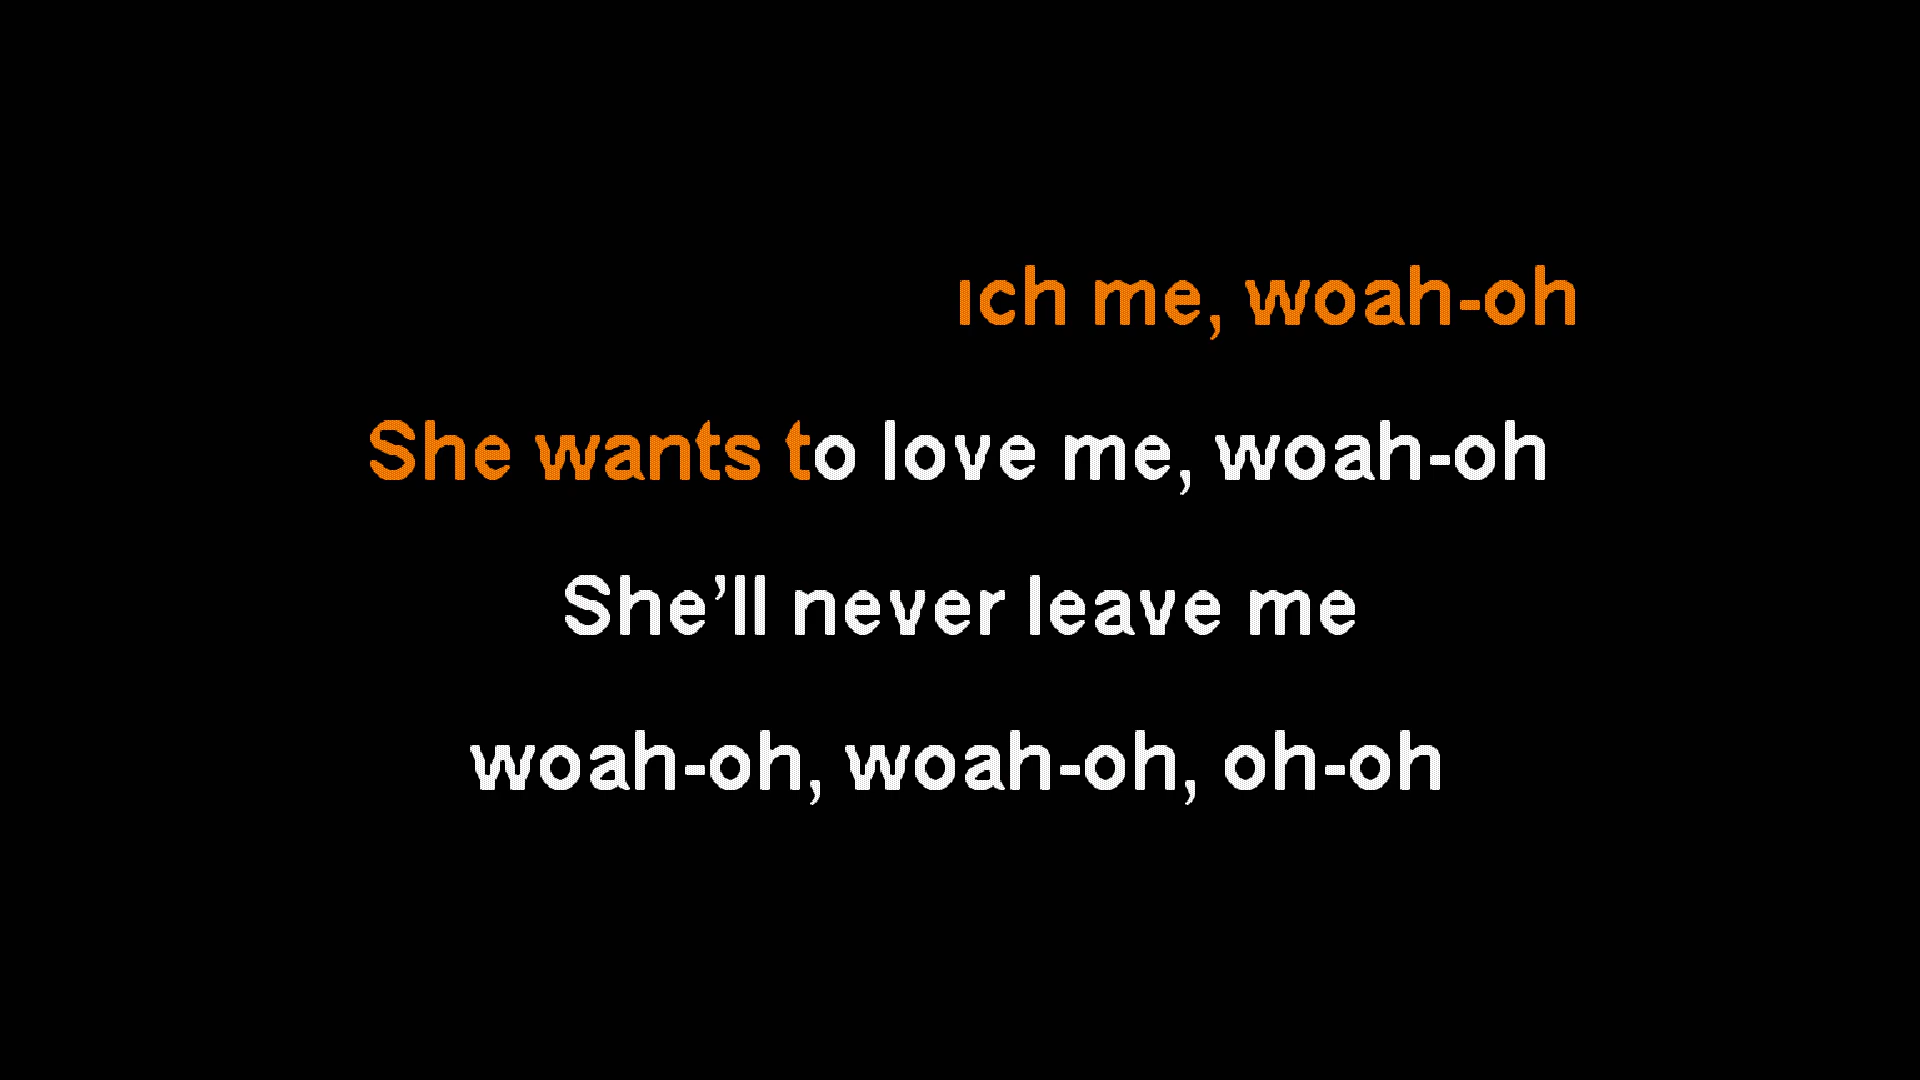 me, woah-oh
She wants to love me, woah-oh
She’ll never leave me
woah-oh, woah-oh, oh-oh